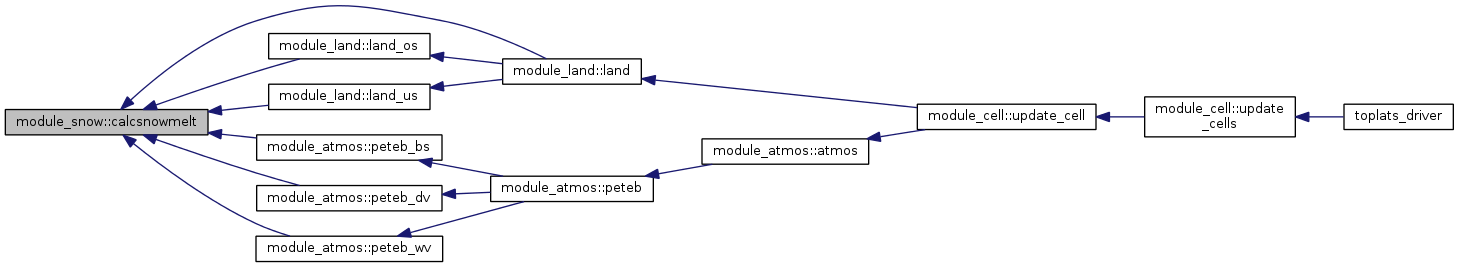 module_snow::calcsnowmelt
module_land::land_os
module_land::land_us
module_atmos::peteb_bs
module_atmos::peteb_dv
module_atmos::peteb_wv
module_land::land
module_atmos::peteb
module_atmos::atmos
module_cell::update_cell
module_cell::update
_cells
toplats_driver